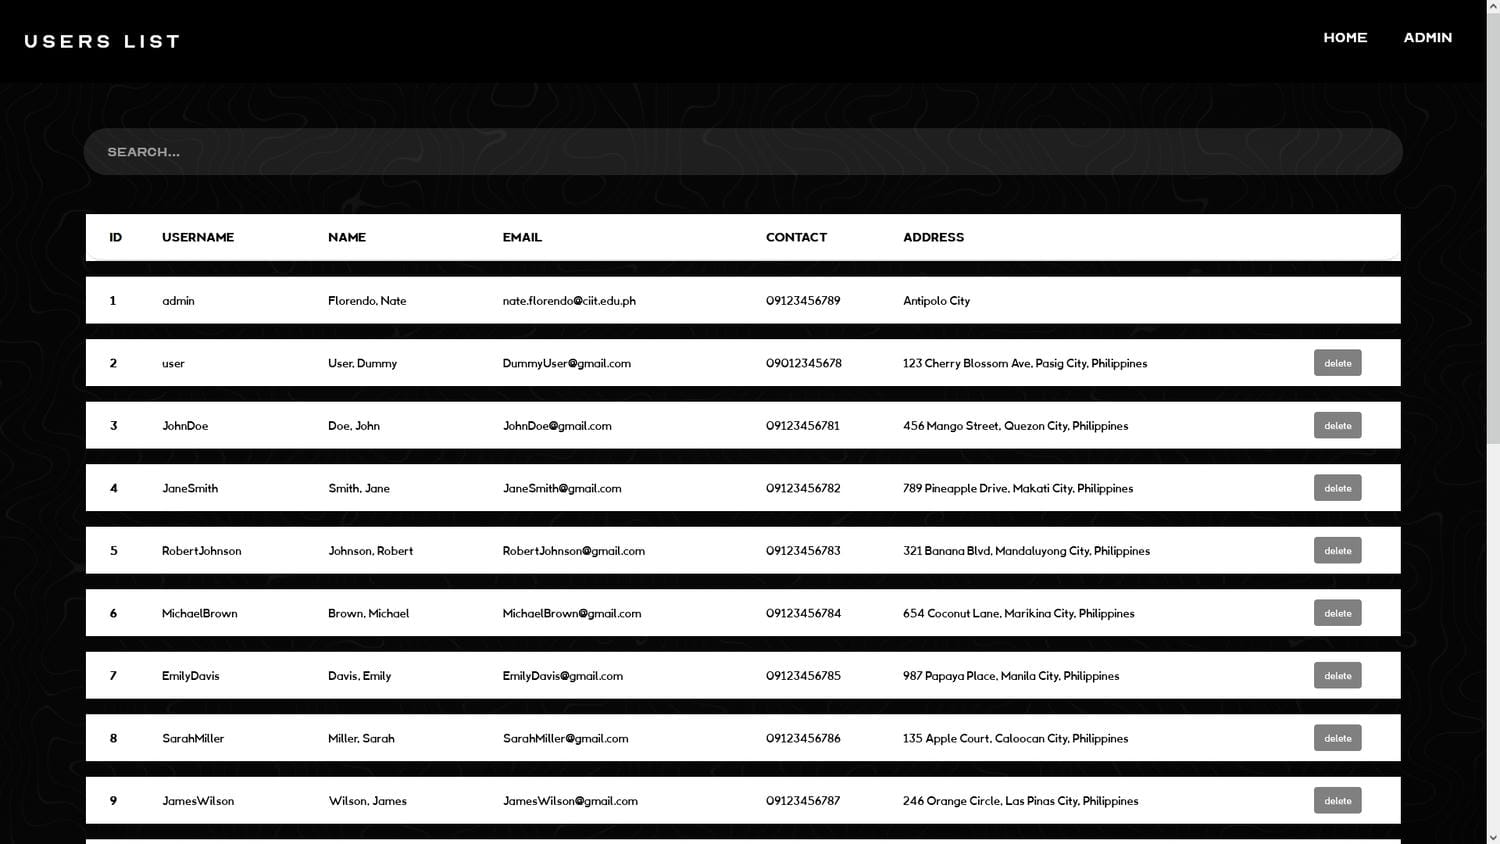 USERS LIST HOME ADMIN
SEARCH...
ID USERNAME NAME EMAIL CONTACT ADDRESS
1 admin Florendo, Nate nate.florendo@ciit.edu.ph 09123456789 Antipolo City
2 user User, Dummy DummyUser@gmail.com 09012345678 123 Cherry Blossom Ave, Pasig City, Philippines delete
3 JohnDoe Doe, John JohnDoe@gmail.com 09123456781 456 Mango Street, Quezon City, Philippines delete
4 JaneSmith Smith, Jane JaneSmith@gmail.com 09123456782 789 Pineapple Drive, Makati City, Philippines delete
5 RobertJohnson Johnson, Robert RobertJohnson@gmail.com 09123456783 321 Banana Blvd, Mandaluyong City, Philippines delete
6 MichaelBrown Brown, Michael MichaelBrown@gmail.com 09123456784 654 Coconut Lane, Marikina City, Philippines delete
7 EmilyDavis Davis, Emily EmilyDavis@gmail.com 09123456785 987 Papaya Place, Manila City, Philippines delete
8 SarahMiller Miller, Sarah SarahMiller@gmail.com 09123456786 135 Apple Court, Caloocan City, Philippines delete
9 JamesWilson Wilson, James JamesWilson@gmail.com 09123456787 246 Orange Circle, Las Pinas City, Philippines delete